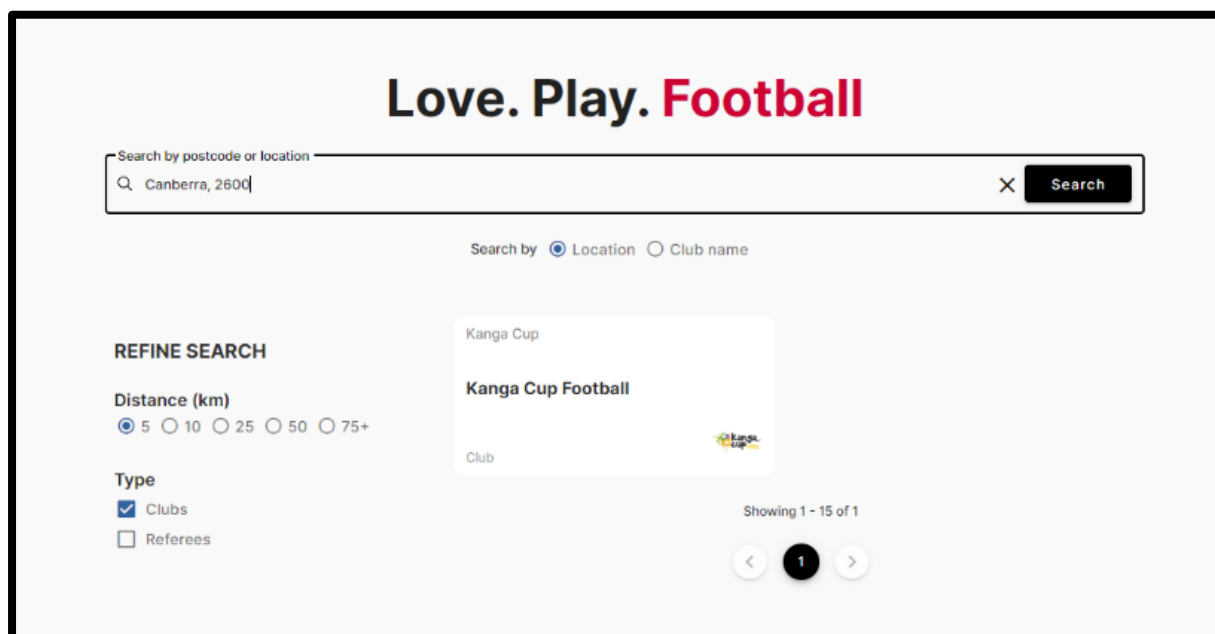 Love. Play. Football
Search by postcode or location
Canberra, 2600
Search
Search by Location Club name
REFINE SEARCH
Distance (km)
5 10 25 50 75+
Type
Clubs
Referees
Kanga Cup
Kanga Cup Football
kanga cup
Club
Showing 1 - 15 of 1
1